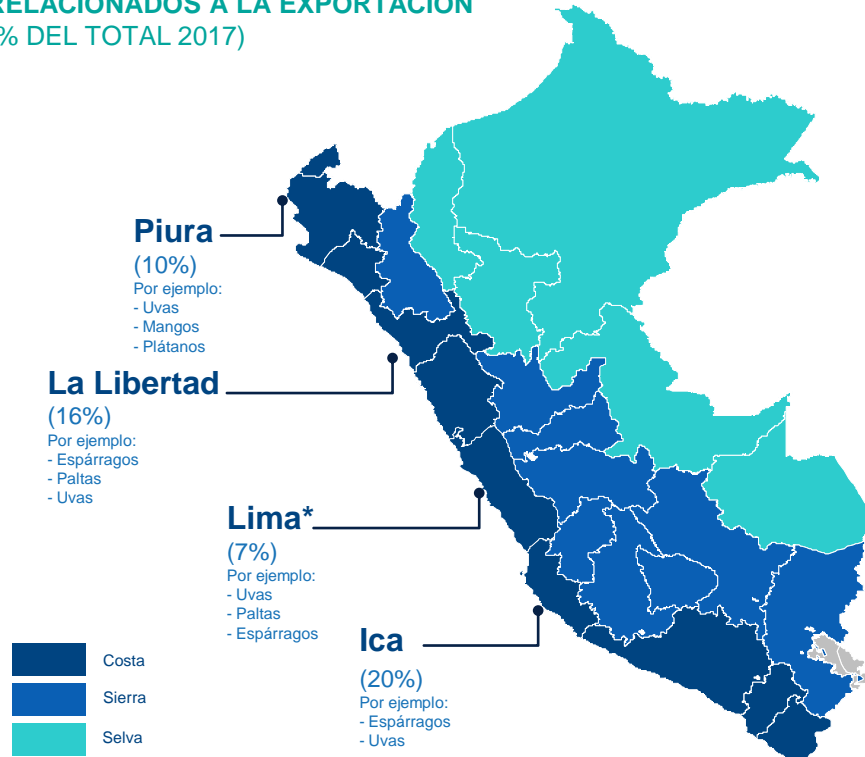 RELACIONADOS A LA EXPORTACIÓN
% DEL TOTAL 2017)
Piura
(10%)
Por ejemplo:
- Uvas
- Mangos
- Plátanos
La Libertad
(16%)
Por ejemplo:
- Espárragos
- Paltas
- Uvas
Lima*
(7%)
Por ejemplo:
- Uvas
- Paltas
- Espárragos
Ica
(20%)
Por ejemplo:
- Espárragos
- Uvas
Costa
Sierra
Selva